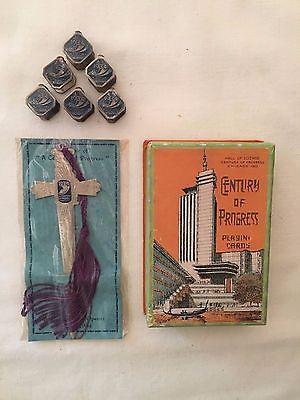 "A Century of Progress"
HALL OF SCIENCE
CENTURY OF PROGRESS
CHICAGO 1933
CENTURY
OF
PROGRESS
PLAYING
CARDS